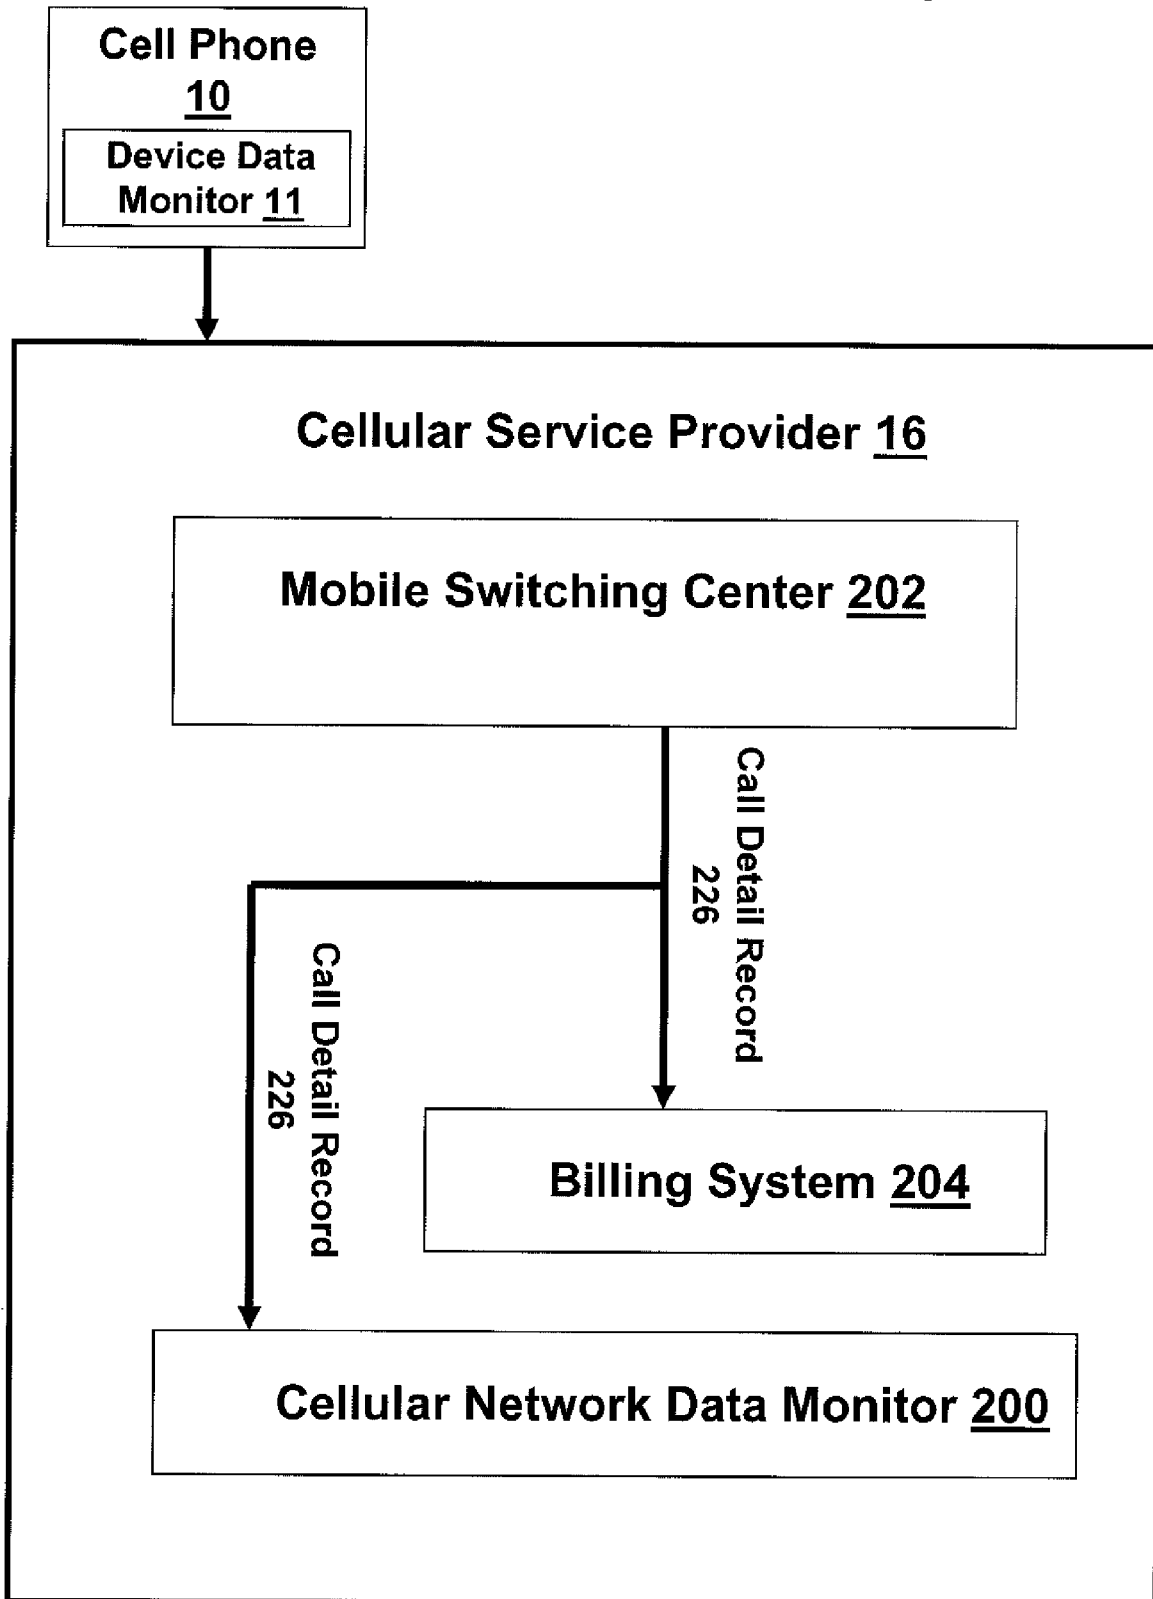 Cell Phone
10
Device Data
Monitor 11
Cellular Service Provider 16
Mobile Switching Center 202
Call Detail Record
226
Call Detail Record
226
Billing System 204
Cellular Network Data Monitor 200